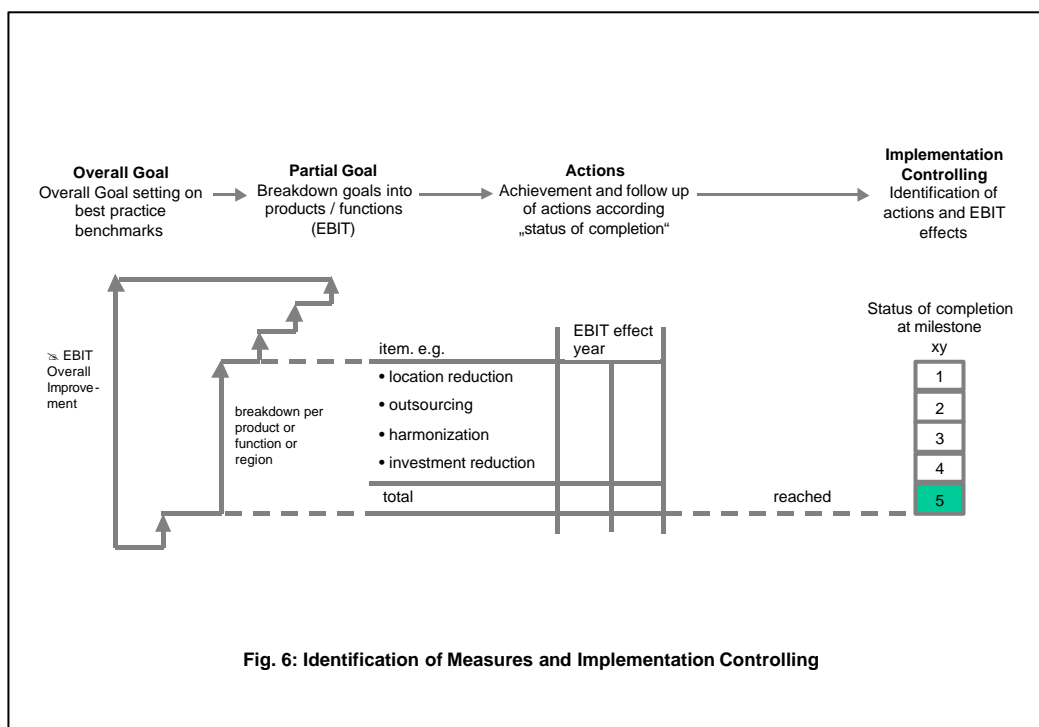 Overall Goal
Overall Goal setting on
best practice
benchmarks
Partial Goal
Breakdown goals into
products / functions
(EBIT)
Actions
Achievement and follow up
of actions according
„status of completion“
Implementation
Controlling
Identification of
actions and EBIT
effects
EBIT
Overall
Improve-
ment
breakdown per
product or
function or
region
item. e.g.
EBIT effect
year
• location reduction
• outsourcing
• harmonization
• investment reduction
total
reached
Status of completion
at milestone
xy
1
2
3
4
5
Fig. 6: Identification of Measures and Implementation Controlling